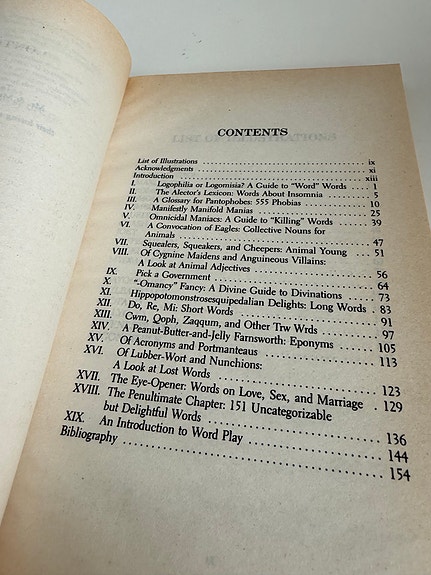 CONTENTS
List of Illustrations ........ ix
Acknowledgments ........ xi
Introduction ........ xiii
I. Logophilia or Logomisia? A Guide to "Word" Words . 1
II. The Alector's Lexicon: Words About Insomnia ........ 5
III. A Glossary for Pantophobes: 555 Phobias ........ 10
IV. Manifestly Manifold Manias ........ 25
V. Omnicidal Maniacs: A Guide to "Killing" Words ..... 39
VI. A Convocation of Eagles: Collective Nouns for
Animals ........ 47
VII. Squealers, Squeakers, and Cheepers: Animal Young . 51
VIII. Of Cygnine Maidens and Anguineous Villains:
A Look at Animal Adjectives ........ 56
IX. Pick a Government ........ 64
X. "-Omancy" Fancy: A Divine Guide to Divinations .... 73
XI. Hippopotomonstrosesquipedalian Delights: Long Words . 83
XII. Do, Re, Mi: Short Words ........ 91
XIII. Cwm, Qoph, Zaqqum, and Other Trw Wrds ..... 97
XIV. A Peanut-Butter-and-Jelly Farnsworth: Eponyms .... 105
XV. Of Acronyms and Portmanteaus ........ 113
XVI. Of Lubber-Wort and Nunchions:
A Look at Lost Words ........ 123
XVII. The Eye-Opener: Words on Love, Sex, and Marriage . 129
XVIII. The Penultimate Chapter: 151 Uncategorizable
but Delightful Words ........ 136
XIX. An Introduction to Word Play ........ 144
Bibliography ........ 154